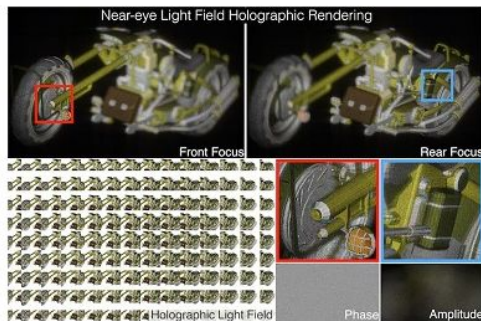 Near-eye Light Field Holographic Rendering
Front Focus
Rear Focus
Holographic Light Field
Phase
Amplitude